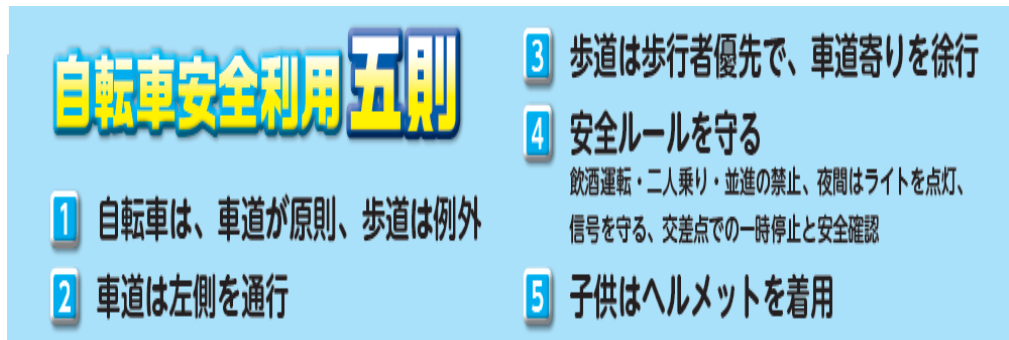 自転車安全利用五則
1 自転車は、車道が原則、歩道は例外
2 車道は左側を通行
3 歩道は歩行者優先で、車道寄りを徐行
4 安全ルールを守る
飲酒運転・二人乗り・並進の禁止、夜間はライトを点灯、
信号を守る、交差点での一時停止と安全確認
5 子供はヘルメットを着用